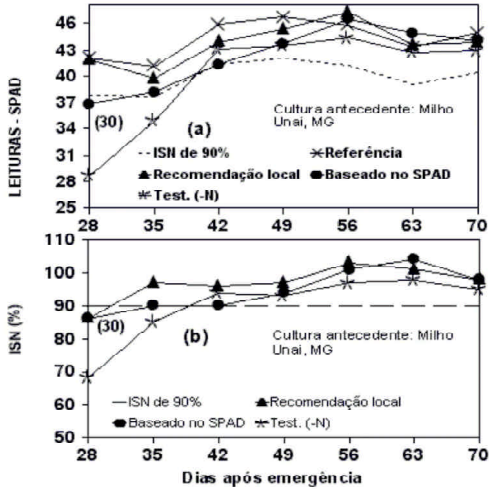 LEITURAS - SPAD
46
43
40
37
34
31
28
25
(30)
(a)
Cultura antecedente: Milho
Unai, MG
ISN de 90%
Referência
Recomendação local
Baseado no SPAD
Test. (-N)
28 35 42 49 56 63 70
ISN (%)
110
100
90
80
70
60
50
(30)
(b)
Cultura antecedente: Milho
Unai, MG
ISN de 90%
Recomendação local
Baseado no SPAD
Test. (-N)
28 35 42 49 56 63 70
Dias após emergência